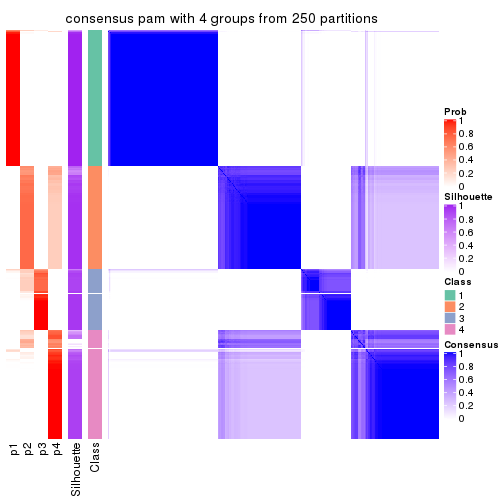 consensus pam with 4 groups from 250 partitions
Prob
1
0.8
0.6
0.4
0.2
0
Silhouette
1
0.8
0.6
0.4
0.2
0
Class
1
2
3
4
Consensus
1
0.8
0.6
0.4
0.2
0
p1
p2
p3
p4
Silhouette
Class